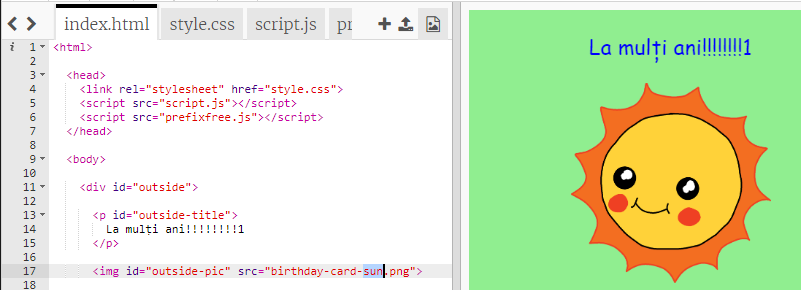 index.html style.css script.js pr
i 1 <html>
2
3 <head>
4 <link rel="stylesheet" href="style.css">
5 <script src="script.js"></script>
6 <script src="prefixfree.js"></script>
7 </head>
8
9 <body>
10
11 <div id="outside">
12
13 <p id="outside-title">
14 La mulți ani!!!!!!!!1
15 </p>
16
17 <img id="outside-pic" src="birthday-card-sun.png">
18
La mulți ani!!!!!!!!1